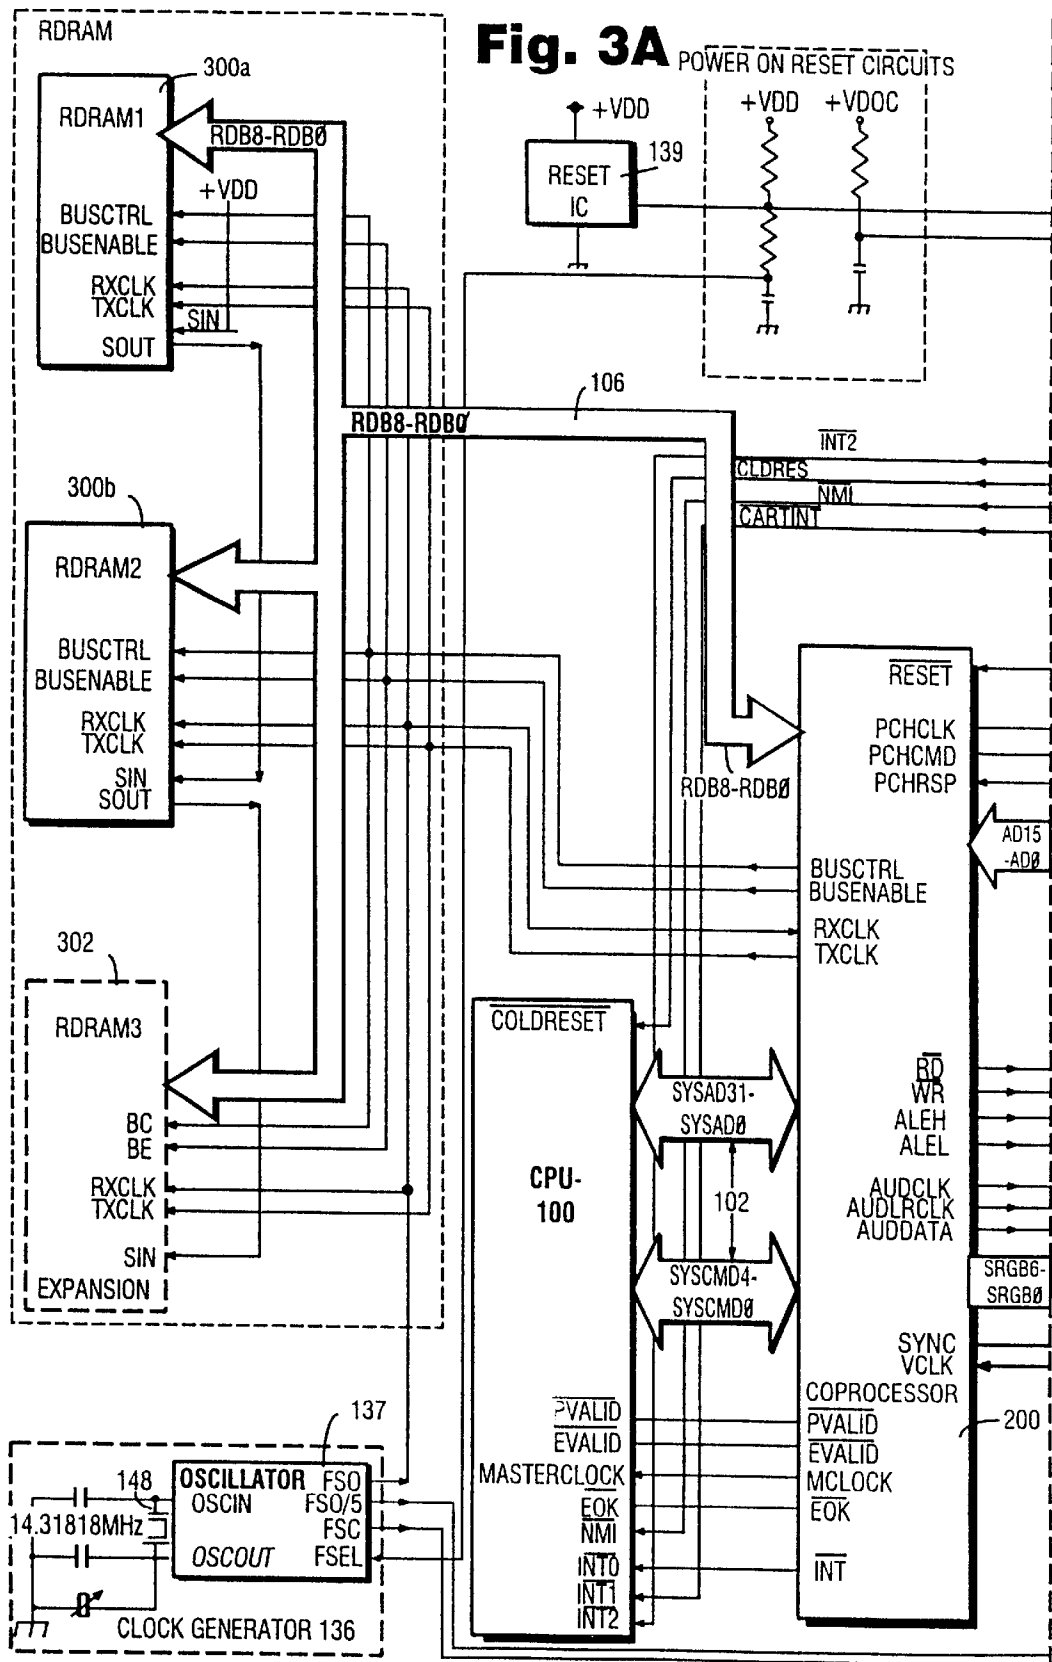 RDRAM
Fig. 3A
POWER ON RESET CIRCUITS
300a
RDRAM1
RDB8-RDB0
+VDD
BUSCTRL
BUSENABLE
RXCLK
TXCLK
SIN
SOUT
+VDD
139
RESET
IC
+VDD
+VDOC
106
RDB8-RDB0
INT2
CLDRES
NMI
CARTINT
300b
RDRAM2
BUSCTRL
BUSENABLE
RXCLK
TXCLK
SIN
SOUT
RDB8-RDB0
RESET
PCHCLK
PCHCMD
PCHRSP
AD15
-AD0
BUSCTRL
BUSENABLE
RXCLK
TXCLK
302
RDRAM3
BC
BE
RXCLK
TXCLK
SIN
EXPANSION
COLDRESET
CPU-
100
SYSAD31-
SYSAD0
102
SYSCMD4-
SYSCMD0
RD
WR
ALEH
ALEL
AUDCLK
AUDLRCLK
AUDDATA
SRGB6-
SRGB0
SYNC
VCLK
COPROCESSOR
200
PVALID
EVALID
MASTERCLOCK
EOK
NMI
INT0
INT1
INT2
PVALID
EVALID
MCLOCK
EOK
INT
137
148
OSCILLATOR
OSCIN
OSCOUT
FSO
FSO/5
FSC
FSEL
14.31818MHz
CLOCK GENERATOR 136